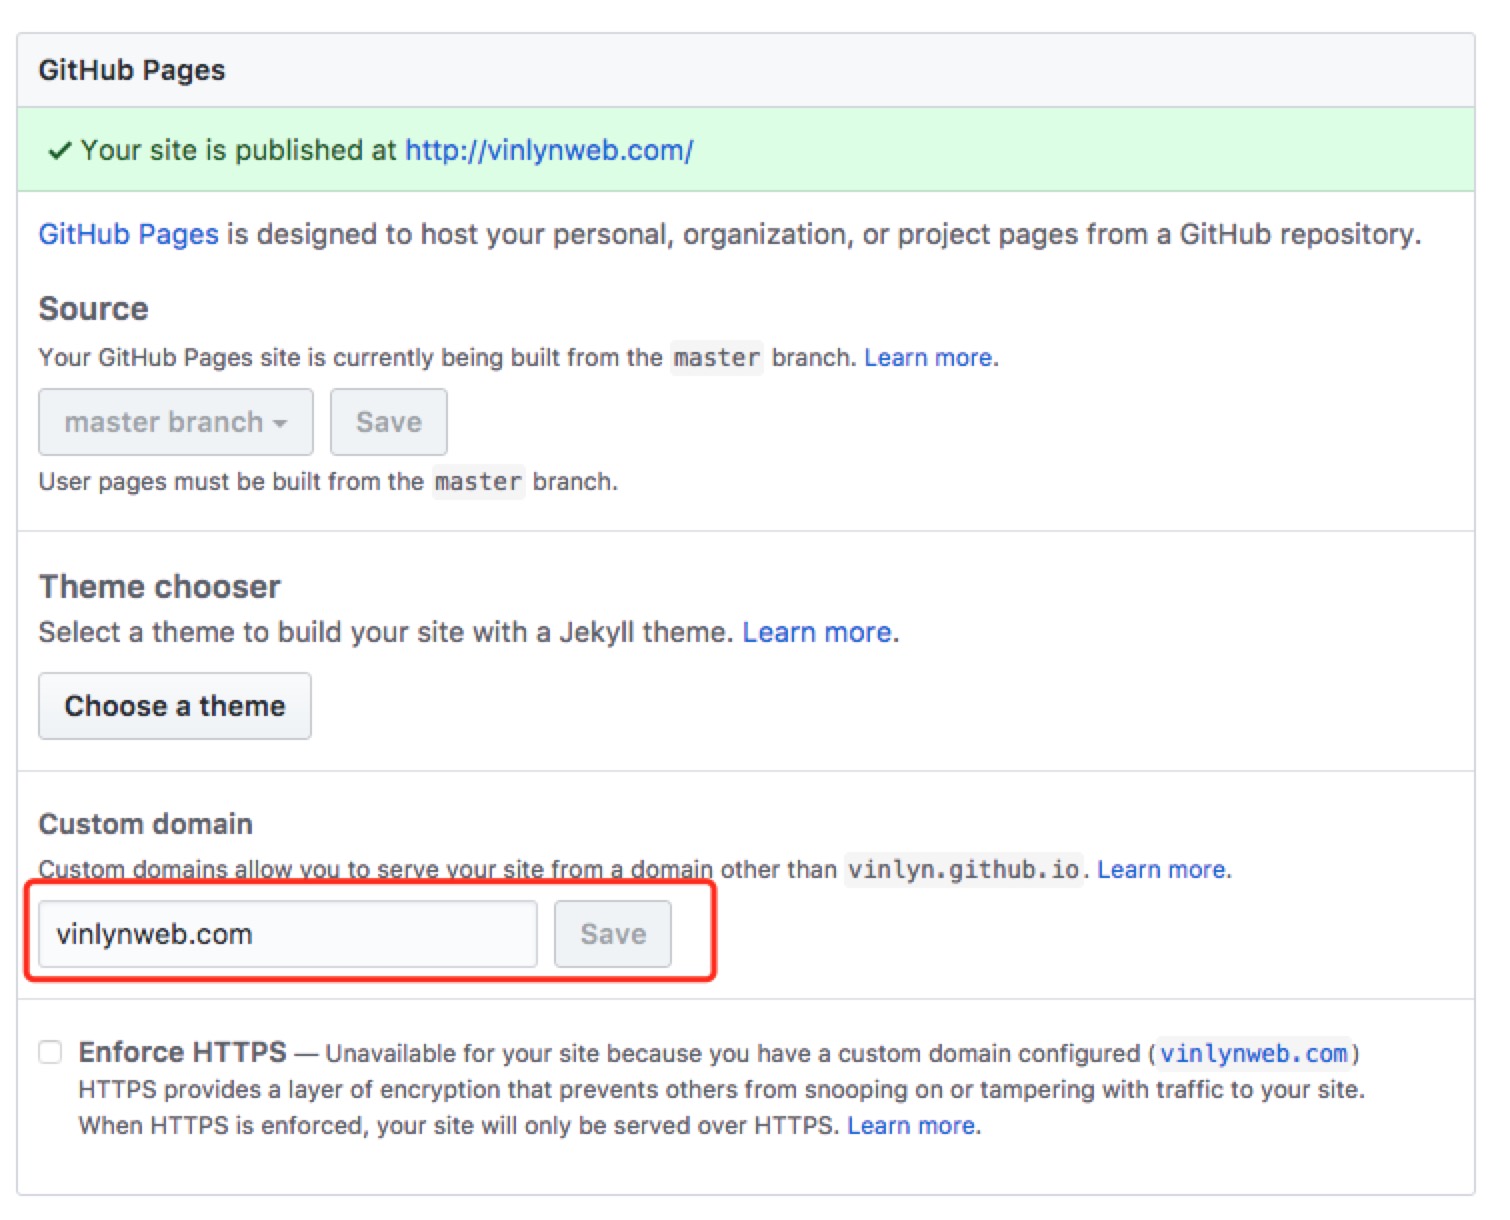 GitHub Pages
Your site is published at http://vinlynweb.com/
GitHub Pages is designed to host your personal, organization, or project pages from a GitHub repository.
Source
Your GitHub Pages site is currently being built from the master branch. Learn more.
master branch Save
User pages must be built from the master branch.
Theme chooser
Select a theme to build your site with a Jekyll theme. Learn more.
Choose a theme
Custom domain
Custom domains allow you to serve your site from a domain other than vinlyn.github.io. Learn more.
vinlynweb.com Save
Enforce HTTPS — Unavailable for your site because you have a custom domain configured (vinlynweb.com)
HTTPS provides a layer of encryption that prevents others from snooping on or tampering with traffic to your site.
When HTTPS is enforced, your site will only be served over HTTPS. Learn more.